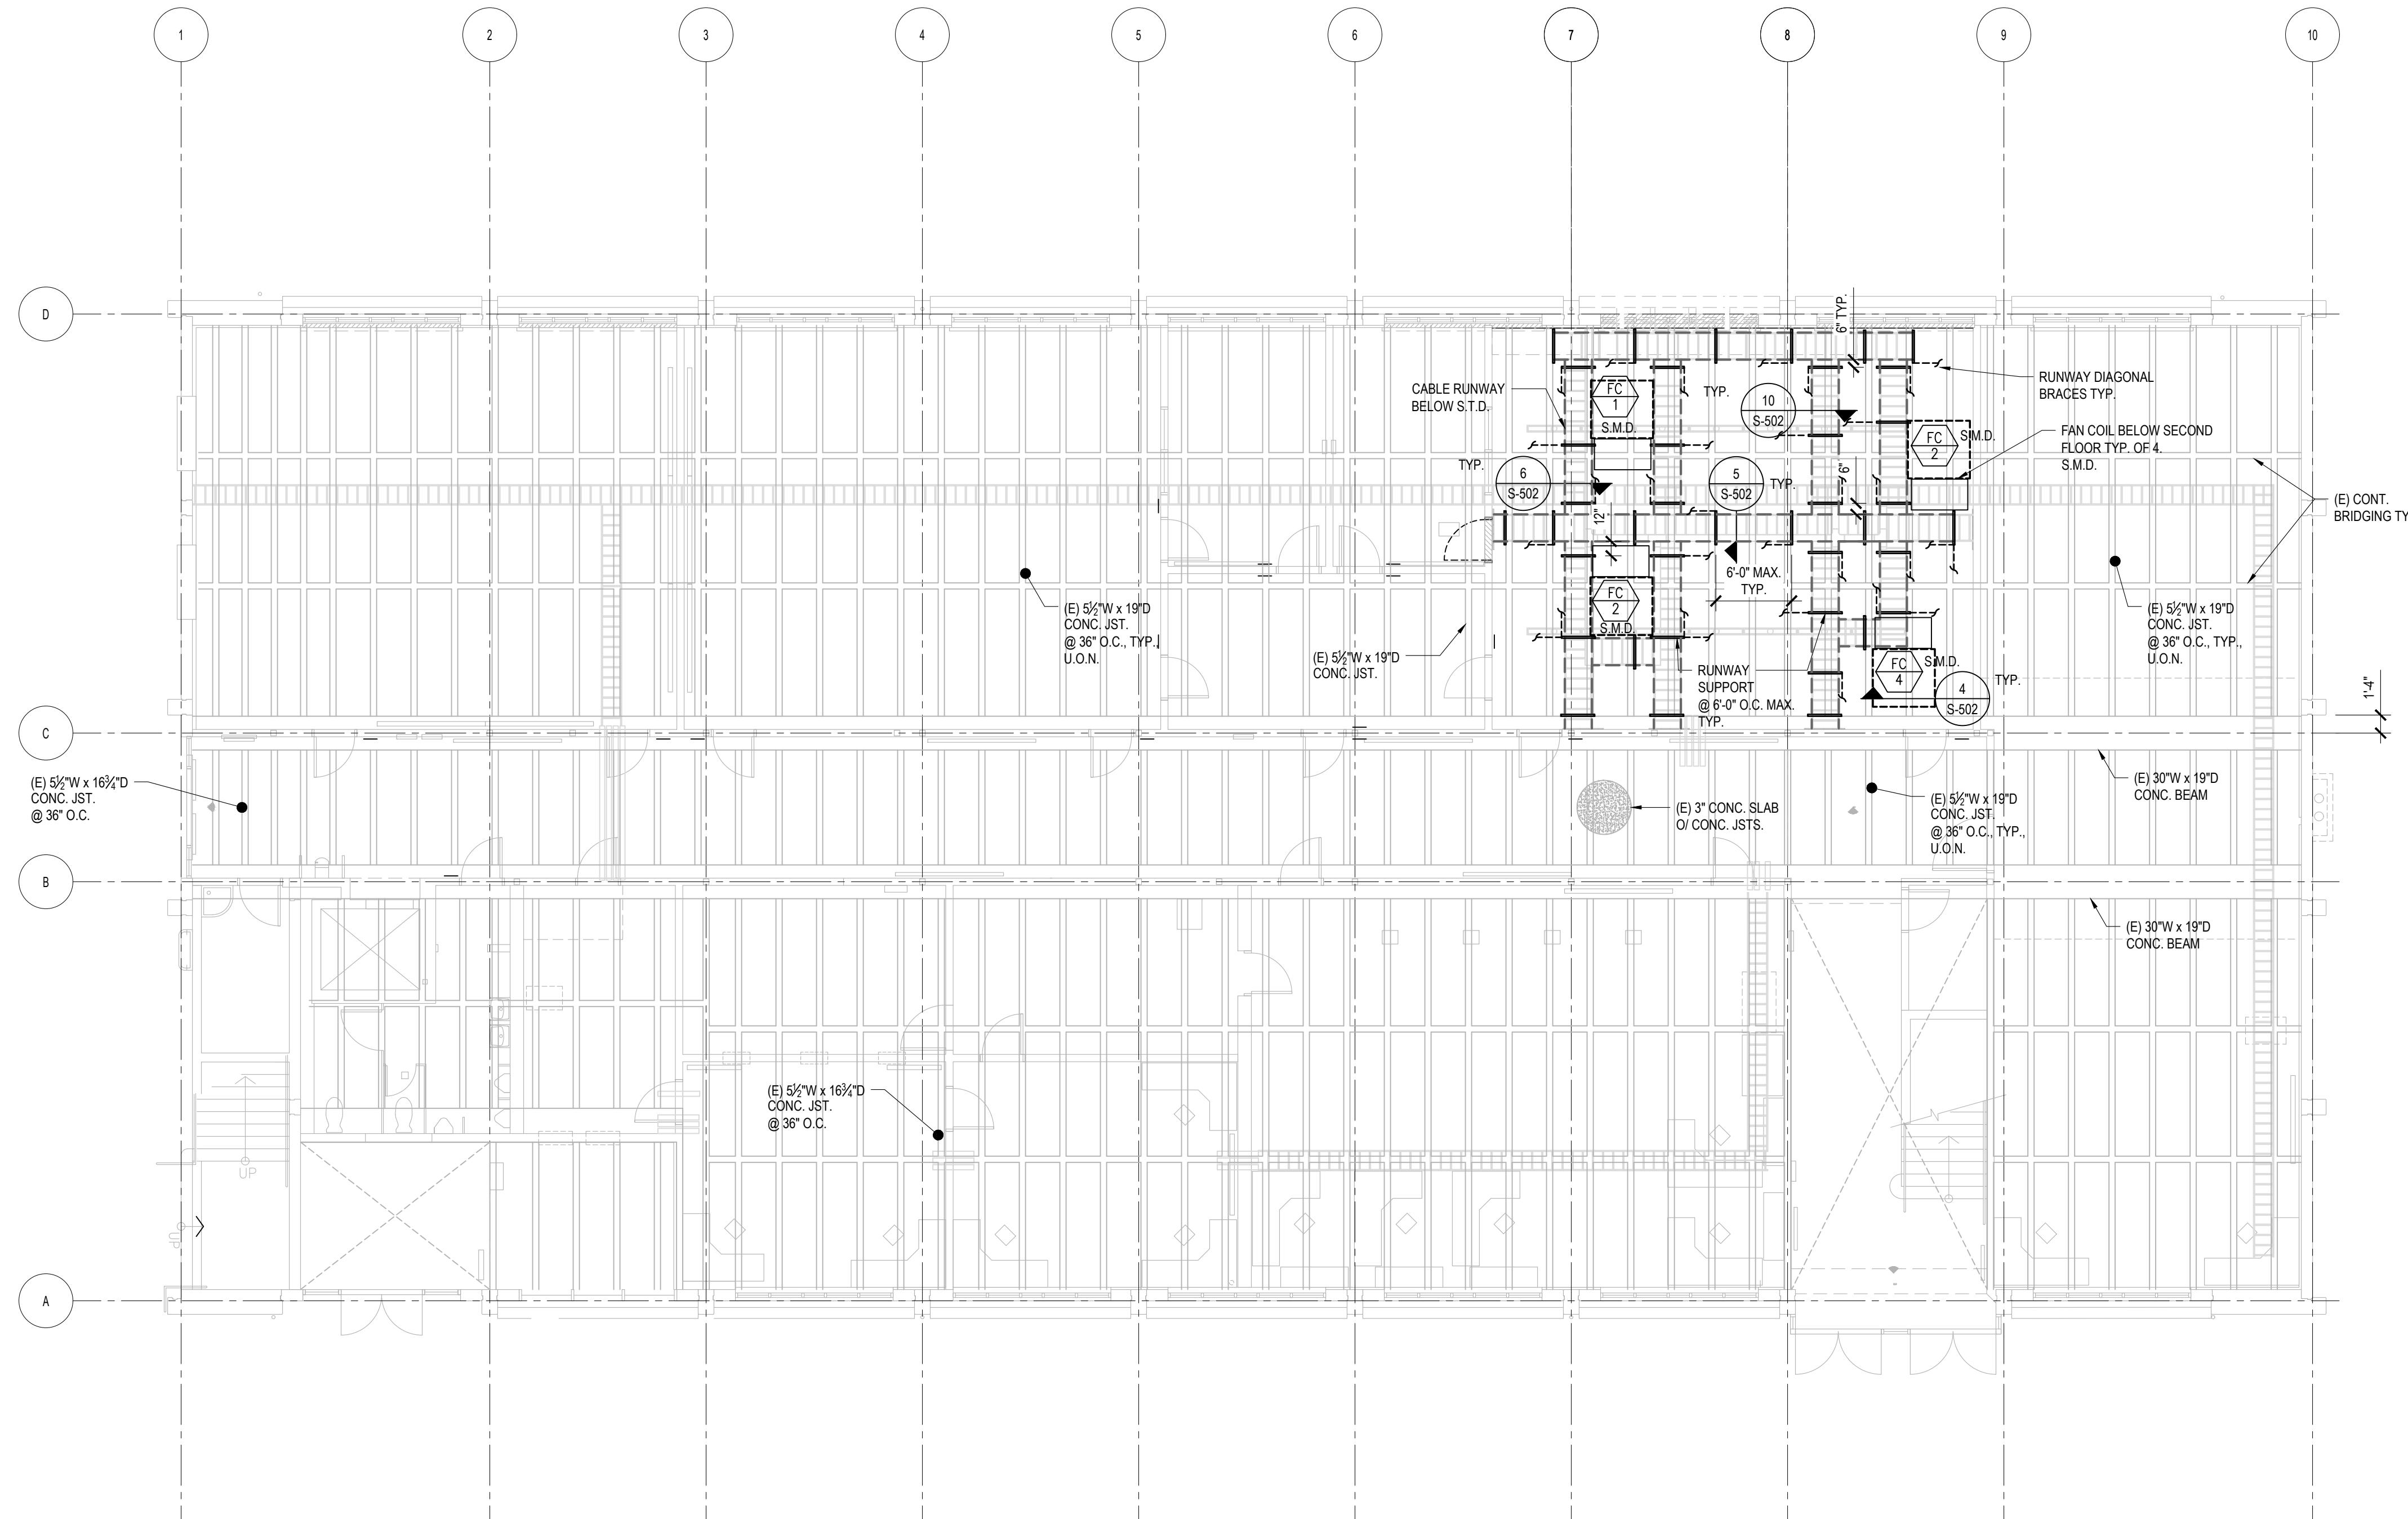 1 2 3 4 5 6 7 8 9 10
D
C
B
A
6" TYP.
RUNWAY DIAGONAL
BRACES TYP.
CABLE RUNWAY
BELOW S.T.D.
FC
1
S.M.D.
TYP.
10
S-502
FC
2
S.M.D.
FAN COIL BELOW SECOND
FLOOR TYP. OF 4.
S.M.D.
TYP.
6
S-502
5
S-502
TYP.
6"
12"
(E) CONT.
BRIDGING TY
6'-0" MAX.
TYP.
FC
2
S.M.D.
(E) 5½"W x 19"D
CONC. JST.
@ 36" O.C., TYP.,
U.O.N.
(E) 5½"W x 19"D
CONC. JST.
(E) 5½"W x 19"D
CONC. JST.
@ 36" O.C., TYP.,
U.O.N.
RUNWAY
SUPPORT
@ 6'-0" O.C. MAX.
TYP.
FC
4
S.M.D.
4
S-502
TYP.
1'-4"
(E) 5½"W x 16¾"D
CONC. JST.
@ 36" O.C.
(E) 3" CONC. SLAB
O/ CONC. JSTS.
(E) 5½"W x 19"D
CONC. JST.
@ 36" O.C., TYP.,
U.O.N.
(E) 30"W x 19"D
CONC. BEAM
(E) 30"W x 19"D
CONC. BEAM
(E) 5½"W x 16¾"D
CONC. JST.
@ 36" O.C.
UP